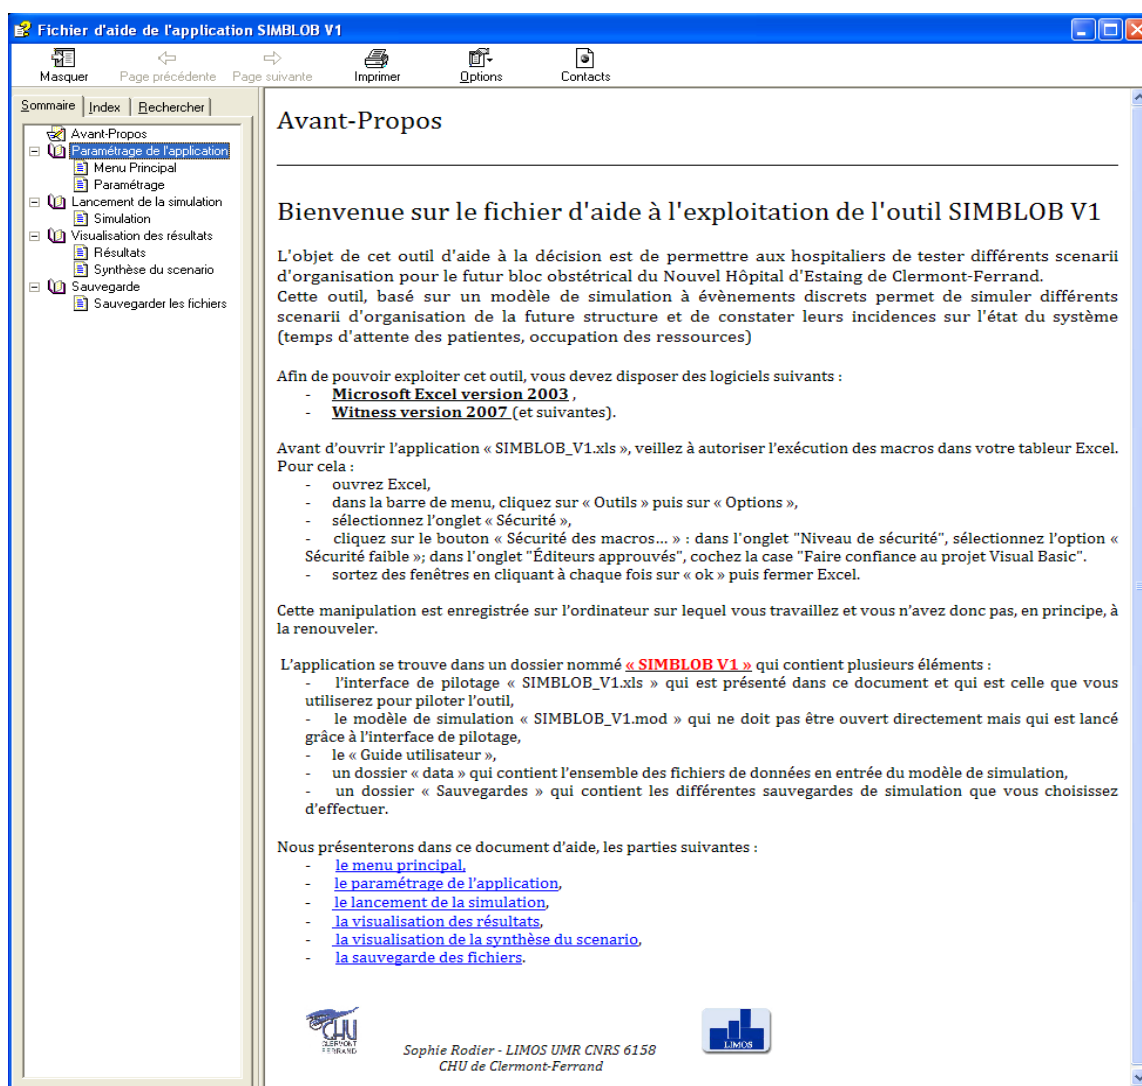 Fichier d'aide de l'application SIMBLOB V1
Masquer Page précédente Page suivante Imprimer Options Contacts
Sommaire Index Rechercher
Avant-Propos
Paramétrage de l'application
Menu Principal
Paramétrage
Lancement de la simulation
Simulation
Visualisation des résultats
Résultats
Synthèse du scenario
Sauvegarde
Sauvegarder les fichiers
Avant-Propos
Bienvenue sur le fichier d'aide à l'exploitation de l'outil SIMBLOB V1
L'objet de cet outil d'aide à la décision est de permettre aux hospitaliers de tester différents scenarii
d'organisation pour le futur bloc obstétrical du Nouvel Hôpital d'Estaing de Clermont-Ferrand.
Cette outil, basé sur un modèle de simulation à évènements discrets permet de simuler différents
scenarii d'organisation de la future structure et de constater leurs incidences sur l'état du système
(temps d'attente des patientes, occupation des ressources)
Afin de pouvoir exploiter cet outil, vous devez disposer des logiciels suivants :
- Microsoft Excel version 2003 ,
- Witness version 2007 (et suivantes).
Avant d'ouvrir l'application « SIMBLOB_V1.xls », veillez à autoriser l'exécution des macros dans votre tableur Excel.
Pour cela :
- ouvrez Excel,
- dans la barre de menu, cliquez sur « Outils » puis sur « Options »,
- sélectionnez l'onglet « Sécurité »,
- cliquez sur le bouton « Sécurité des macros... » : dans l'onglet "Niveau de sécurité", sélectionnez l'option «
Sécurité faible »; dans l'onglet "Éditeurs approuvés", cochez la case "Faire confiance au projet Visual Basic".
- sortez des fenêtres en cliquant à chaque fois sur « ok » puis fermer Excel.
Cette manipulation est enregistrée sur l'ordinateur sur lequel vous travaillez et vous n'avez donc pas, en principe, à
la renouveler.
L'application se trouve dans un dossier nommé « SIMBLOB V1 » qui contient plusieurs éléments :
- l'interface de pilotage « SIMBLOB_V1.xls » qui est présenté dans ce document et qui est celle que vous
utiliserez pour piloter l'outil,
- le modèle de simulation « SIMBLOB_V1.mod » qui ne doit pas être ouvert directement mais qui est lancé
grâce à l'interface de pilotage,
- le « Guide utilisateur »,
- un dossier « data » qui contient l'ensemble des fichiers de données en entrée du modèle de simulation,
- un dossier « Sauvegardes » qui contient les différentes sauvegardes de simulation que vous choisissez
d'effectuer.
Nous présenterons dans ce document d'aide, les parties suivantes :
- le menu principal,
- le paramétrage de l'application,
- le lancement de la simulation,
- la visualisation des résultats,
- la visualisation de la synthèse du scenario,
- la sauvegarde des fichiers.
CHU
CLERMONT
FERRAND
Sophie Rodier - LIMOS UMR CNRS 6158
CHU de Clermont-Ferrand
LIMOS